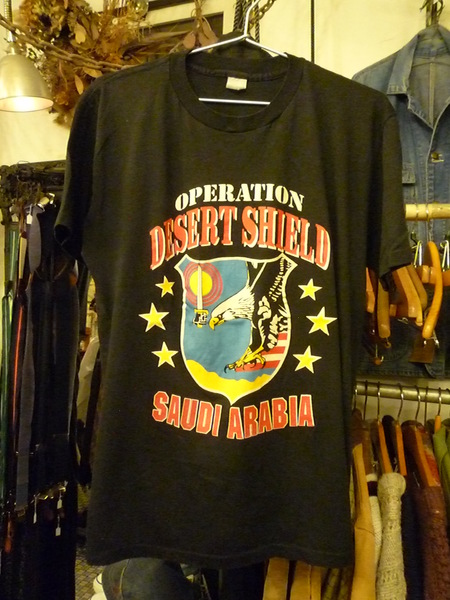 OPERATION
DESERT SHIELD
SAUDI ARABIA